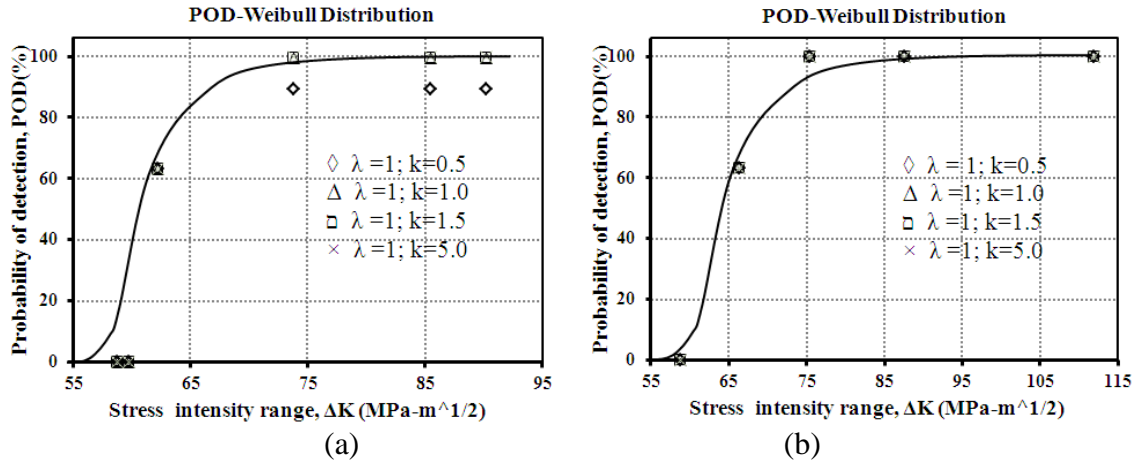 POD-Weibull Distribution
Probability of detection, POD(%)
100
80
60
40
20
0
λ =1; k=0.5
λ =1; k=1.0
λ =1; k=1.5
λ =1; k=5.0
55
65
75
85
95
Stress intensity range, ΔK (MPa-m^1/2)
(a)
POD-Weibull Distribution
Probability of detection, POD(%)
100
80
60
40
20
0
λ =1; k=0.5
λ =1; k=1.0
λ =1; k=1.5
λ =1; k=5.0
55
65
75
85
95
105
115
Stress intensity range, ΔK (MPa-m^1/2)
(b)